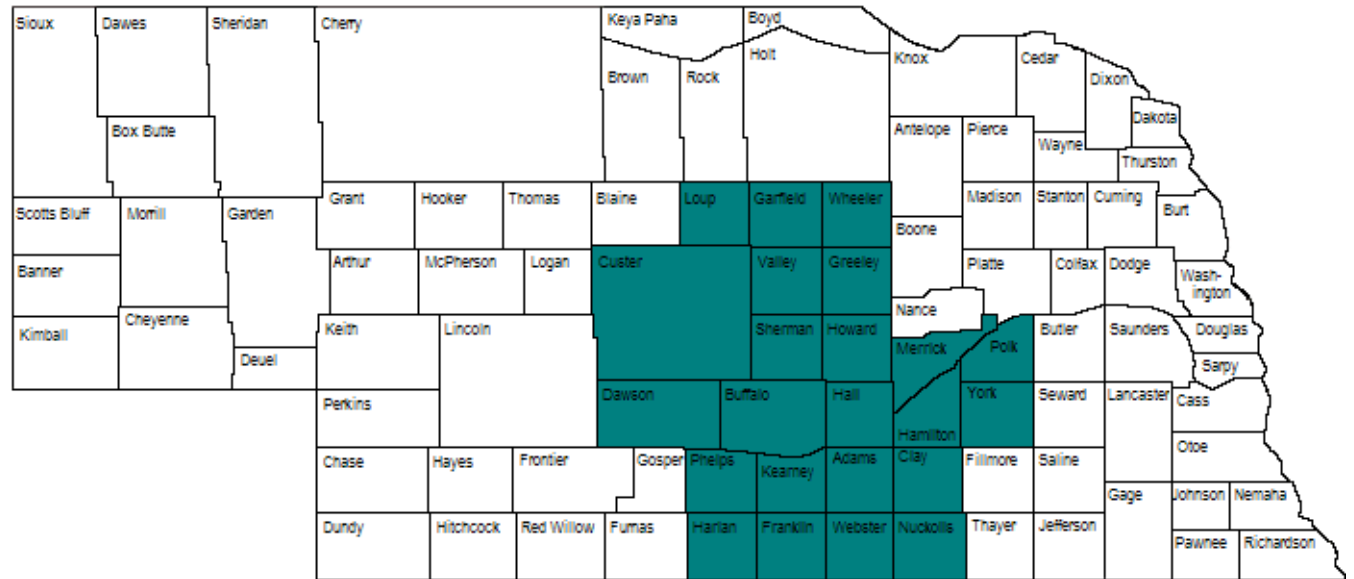 Sioux
Dawes
Sheridan
Cherry
Keya Paha
Boyd
Holt
Knox
Cedar
Dixon
Brown
Rock
Dakota
Box Butte
Antelope
Pierce
Wayne
Thurston
Scotts Bluff
Morrill
Garden
Grant
Hooker
Thomas
Blaine
Loup
Garfield
Wheeler
Madison
Stanton
Cuming
Burt
Boone
Banner
Arthur
McPherson
Logan
Custer
Valley
Greeley
Platte
Colfax
Dodge
Wash-
ington
Nance
Kimball
Cheyenne
Keith
Lincoln
Sherman
Howard
Merrick
Polk
Butler
Saunders
Douglas
Deuel
Sarpy
Perkins
Dawson
Buffalo
Hall
Hamilton
York
Seward
Lancaster
Cass
Otoe
Chase
Hayes
Frontier
Gosper
Phelps
Kearney
Adams
Clay
Fillmore
Saline
Gage
Johnson
Nemaha
Dundy
Hitchcock
Red Willow
Furnas
Harlan
Franklin
Webster
Nuckolls
Thayer
Jefferson
Pawnee
Richardson